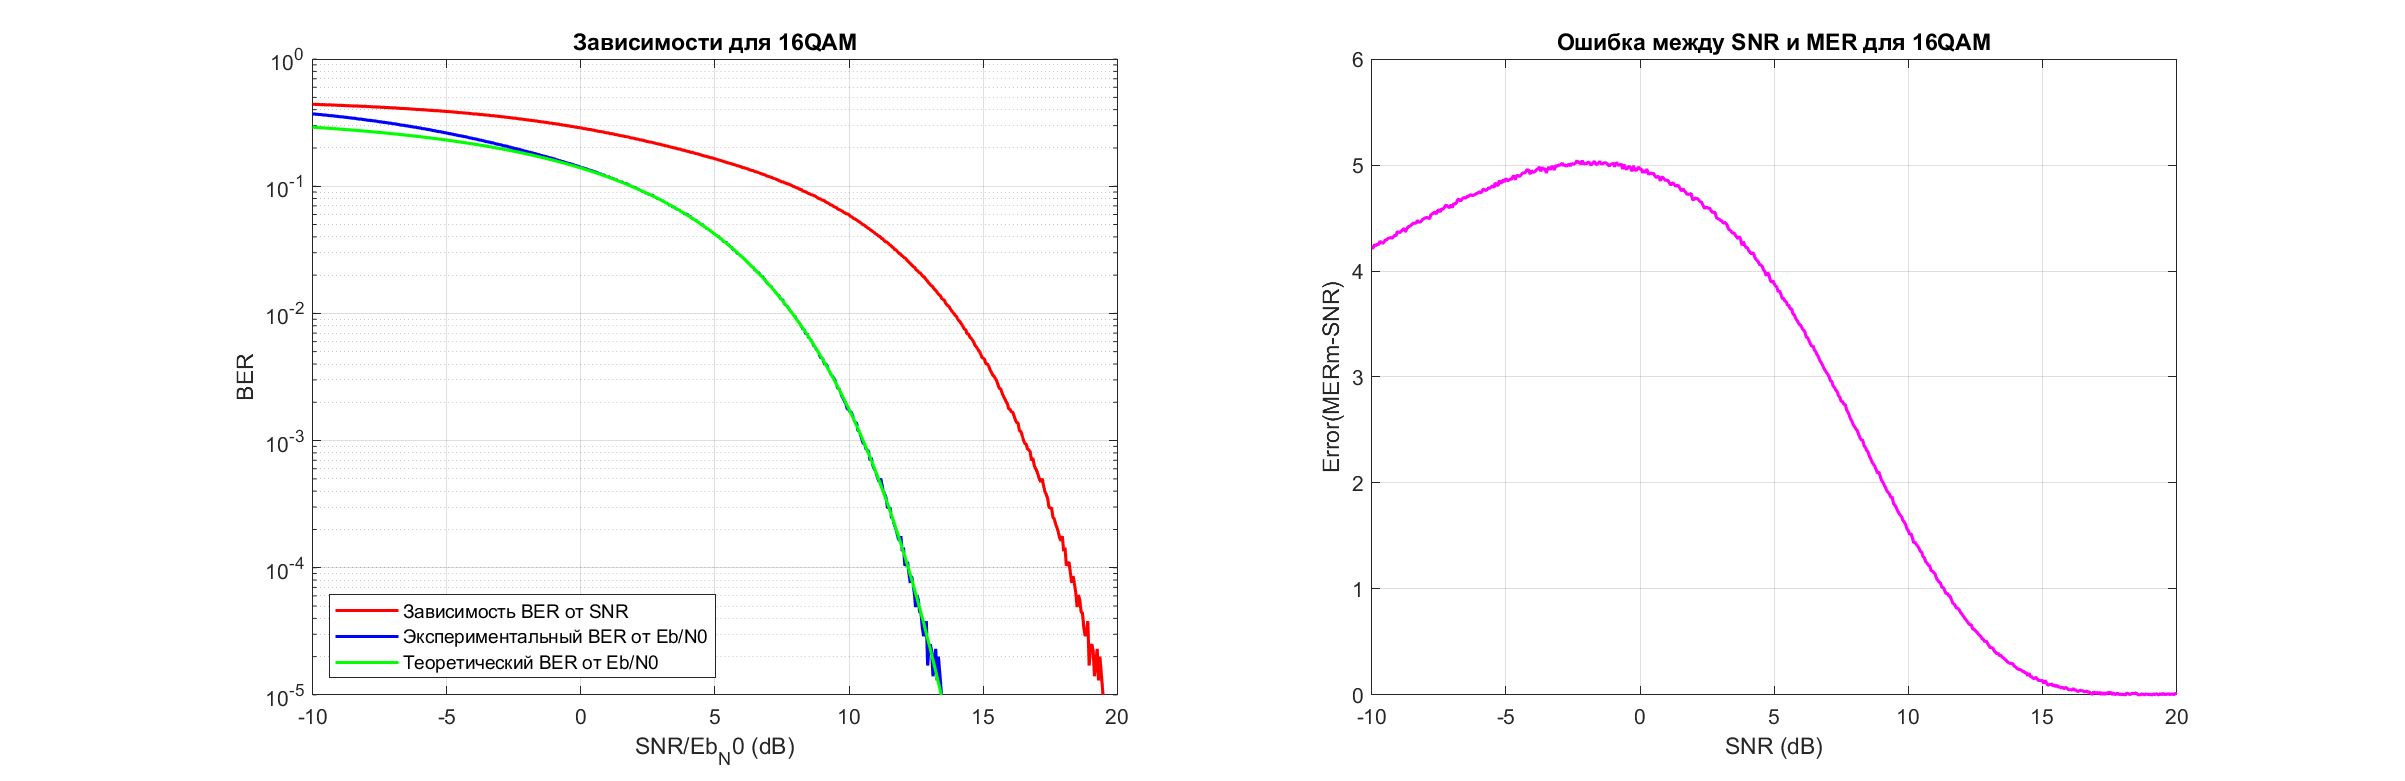 Зависимости для 16QAM
10^0
10^-1
10^-2
10^-3
10^-4
10^-5
BER
Зависимость BER от SNR
Экспериментальный BER от Eb/N0
Теоретический BER от Eb/N0
-10 -5 0 5 10 15 20
SNR/Eb_N0 (dB)
Ошибка между SNR и MER для 16QAM
6
5
4
3
2
1
0
Error(MERm-SNR)
-10 -5 0 5 10 15 20
SNR (dB)